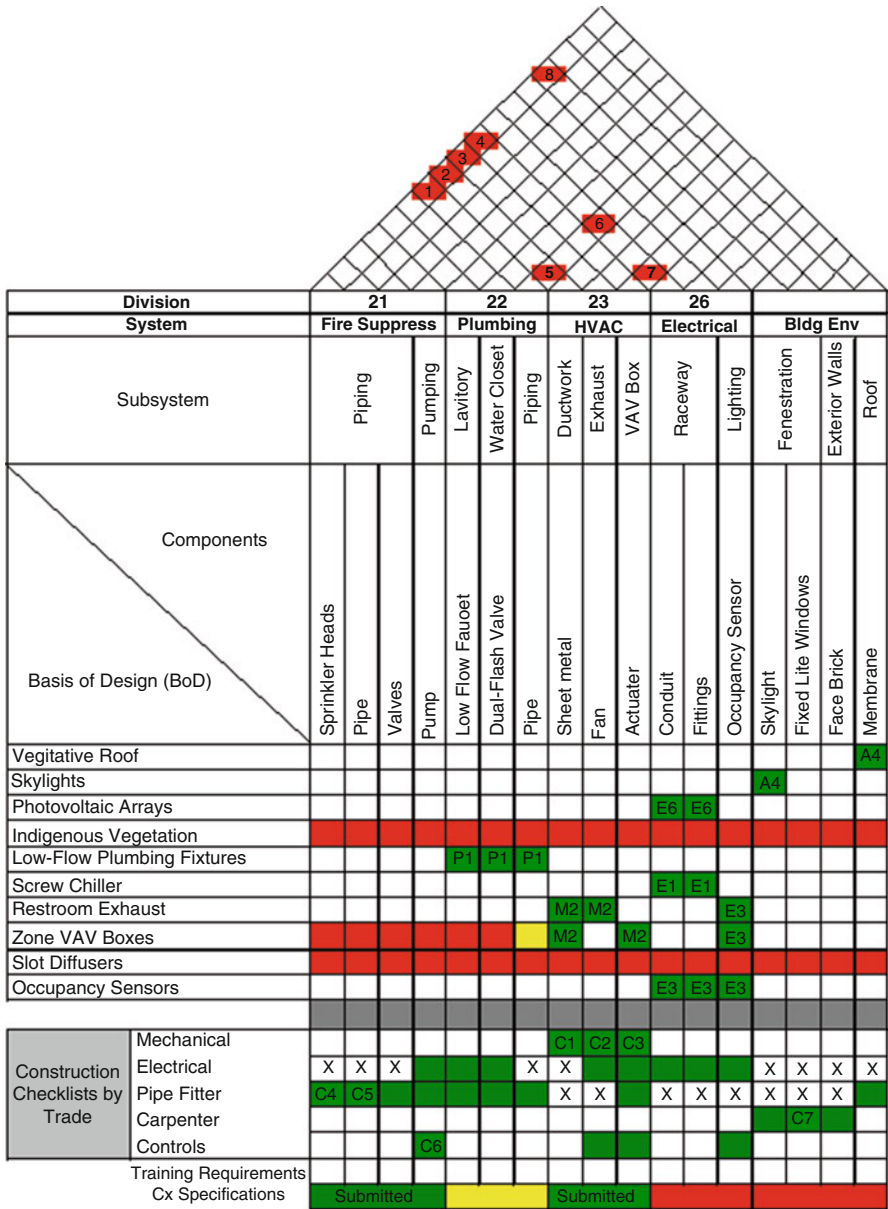 8
4
3
2
1
6
5 7
Division 21 22 23 26
System Fire Suppress Plumbing HVAC Electrical Bldg Env
Subsystem Piping Pumping Lavitory Water Closet Piping Ductwork Exhaust VAV Box Raceway Lighting Fenestration Exterior Walls Roof
Components
Basis of Design (BoD)
Sprinkler Heads
Pipe
Valves
Pump
Low Flow Fauoet
Dual-Flash Valve
Pipe
Sheet metal
Fan
Actuater
Conduit
Fittings
Occupancy Sensor
Skylight
Fixed Lite Windows
Face Brick
Membrane
Vegitative Roof A4
Skylights A4
Photovoltaic Arrays E6 E6
Indigenous Vegetation
Low-Flow Plumbing Fixtures P1 P1 P1
Screw Chiller E1 E1
Restroom Exhaust M2 M2 E3
Zone VAV Boxes M2 M2 E3
Slot Diffusers
Occupancy Sensors E3 E3 E3
Construction Checklists by Trade
Mechanical C1 C2 C3
Electrical X X X X X X X X X
Pipe Fitter C4 C5 X X X X X X X X
Carpenter C7
Controls C6
Training Requirements
Cx Specifications Submitted Submitted